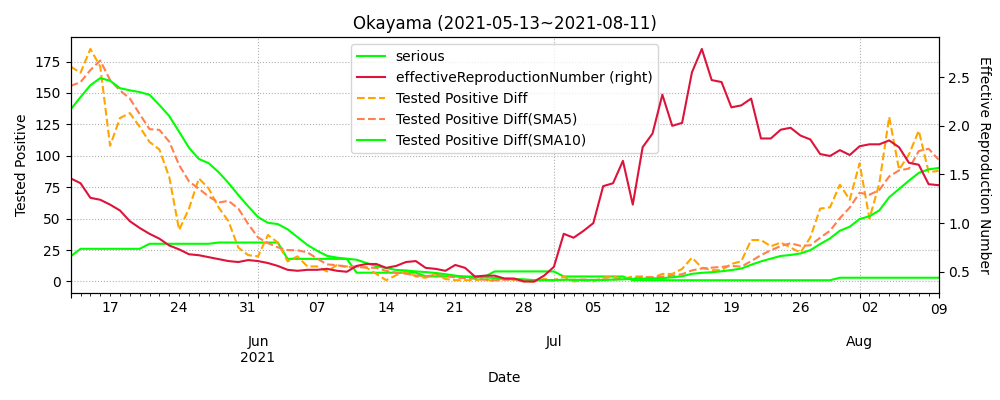 Okayama (2021-05-13~2021-08-11)
serious
effectiveReproductionNumber (right)
Tested Positive Diff
Tested Positive Diff(SMA5)
Tested Positive Diff(SMA10)
Tested Positive
175
150
125
100
75
50
25
0
2.5
2.0
1.5
1.0
0.5
Effective Reproduction Number
17 24 31 07 14 21 28 05 12 19 26 02 09
Jun Jul Aug
2021
Date